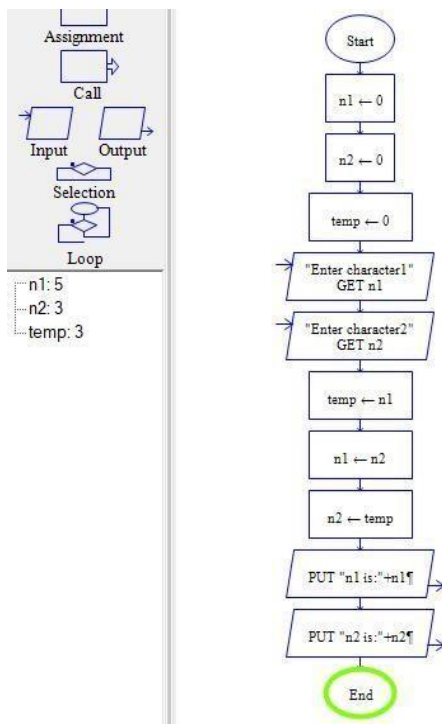 Assignment
Call
Input Output
Selection
Loop
n1: 5
n2: 3
temp: 3
Start
n1 ← 0
n2 ← 0
temp ← 0
"Enter character1"
GET n1
"Enter character2"
GET n2
temp ← n1
n1 ← n2
n2 ← temp
PUT "n1 is:"+n1¶
PUT "n2 is:"+n2¶
End